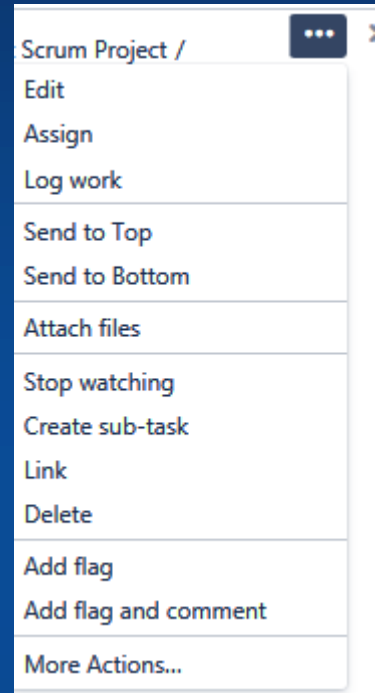 Scrum Project /
Edit
Assign
Log work
Send to Top
Send to Bottom
Attach files
Stop watching
Create sub-task
Link
Delete
Add flag
Add flag and comment
More Actions...